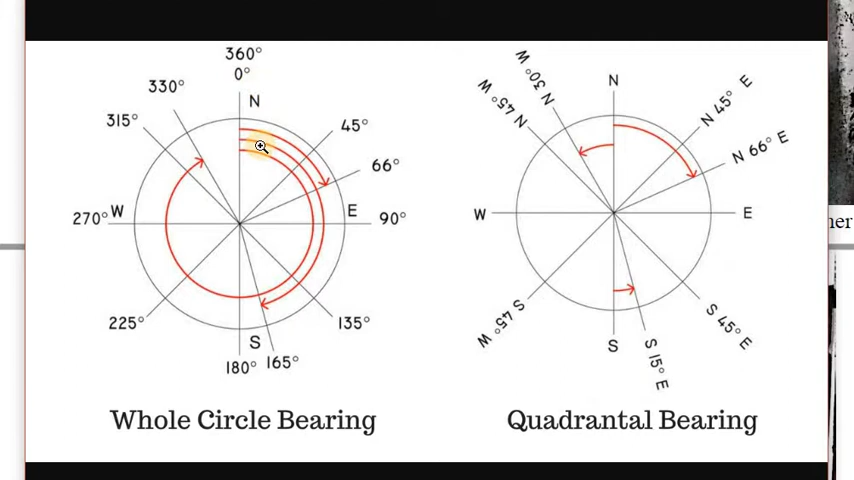 360°
0°
N
330°
315°
45°
66°
270° W
E 90°
225°
135°
S
180° 165°
Whole Circle Bearing
N 30° W
N 45° W
N
N 45° E
N 66° E
W
E
S 45° W
S 45° E
S
S 15° E
Quadrantal Bearing
her